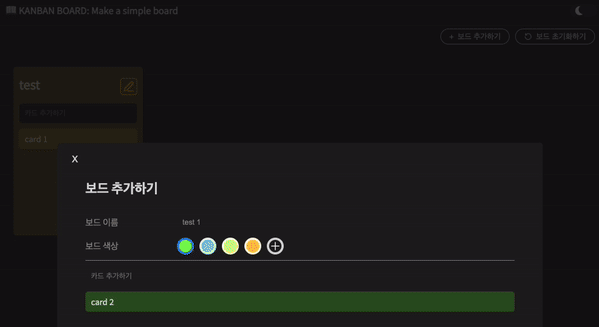 KANBAN BOARD: Make a simple board
+ 보드 추가하기
보드 초기화하기
test
카드 추가하기
card 1
X
보드 추가하기
보드 이름 test 1
보드 색상
카드 추가하기
card 2